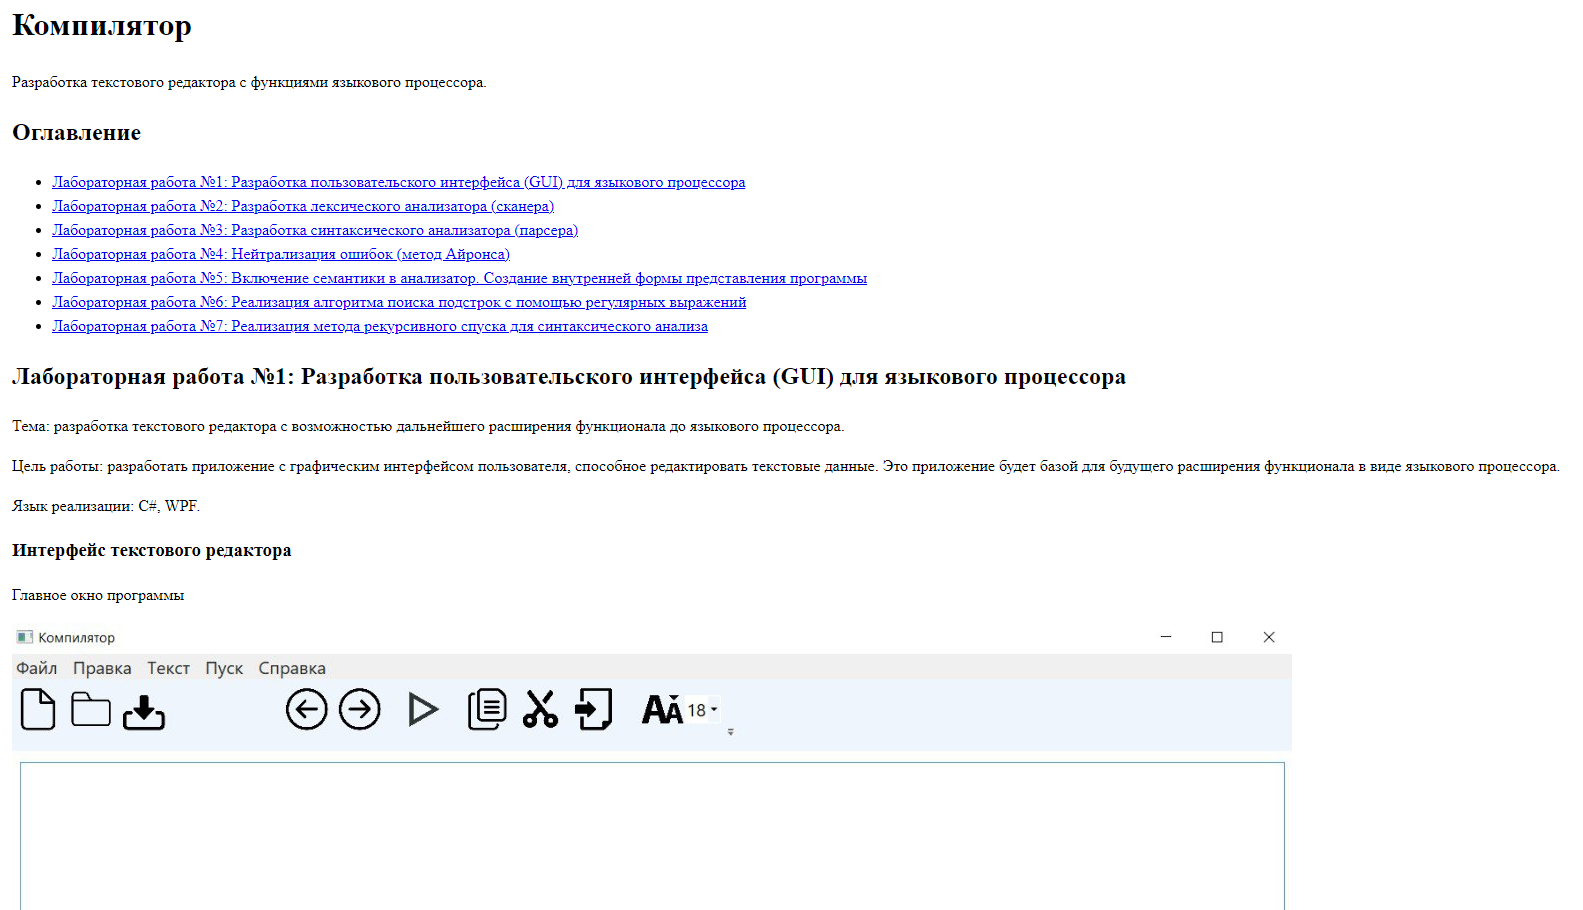 Компилятор
Разработка текстового редактора с функциями языкового процессора.
Оглавление
Лабораторная работа №1: Разработка пользовательского интерфейса (GUI) для языкового процессора
Лабораторная работа №2: Разработка лексического анализатора (сканера)
Лабораторная работа №3: Разработка синтаксического анализатора (парсера)
Лабораторная работа №4: Нейтрализация ошибок (метод Айронса)
Лабораторная работа №5: Включение семантики в анализатор. Создание внутренней формы представления программы
Лабораторная работа №6: Реализация алгоритма поиска подстрок с помощью регулярных выражений
Лабораторная работа №7: Реализация метода рекурсивного спуска для синтаксического анализа
Лабораторная работа №1: Разработка пользовательского интерфейса (GUI) для языкового процессора
Тема: разработка текстового редактора с возможностью дальнейшего расширения функционала до языкового процессора.
Цель работы: разработать приложение с графическим интерфейсом пользователя, способное редактировать текстовые данные. Это приложение будет базой для будущего расширения функционала в виде языкового процессора.
Язык реализации: C#, WPF.
Интерфейс текстового редактора
Главное окно программы
Компилятор
Файл Правка Текст Пуск Справка
18